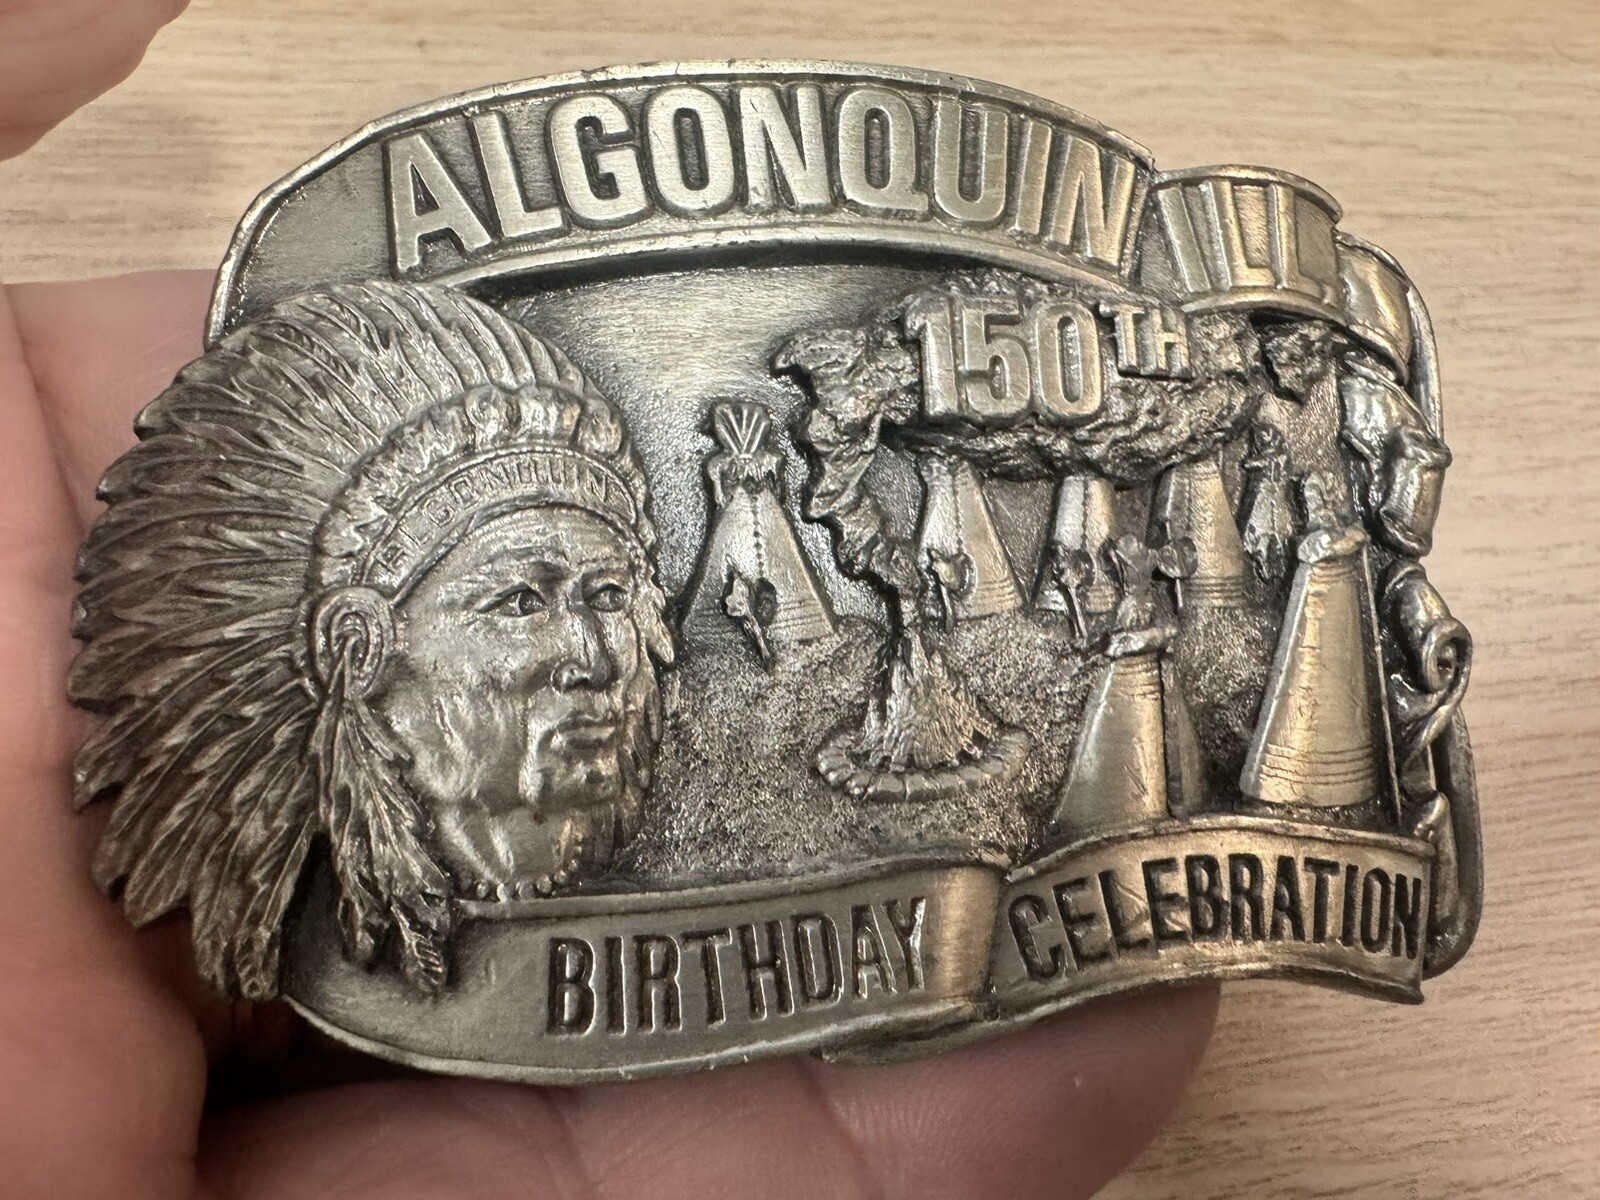 ALGONQUIN ILL.
150TH
ALGONQUIN
BIRTHDAY CELEBRATION